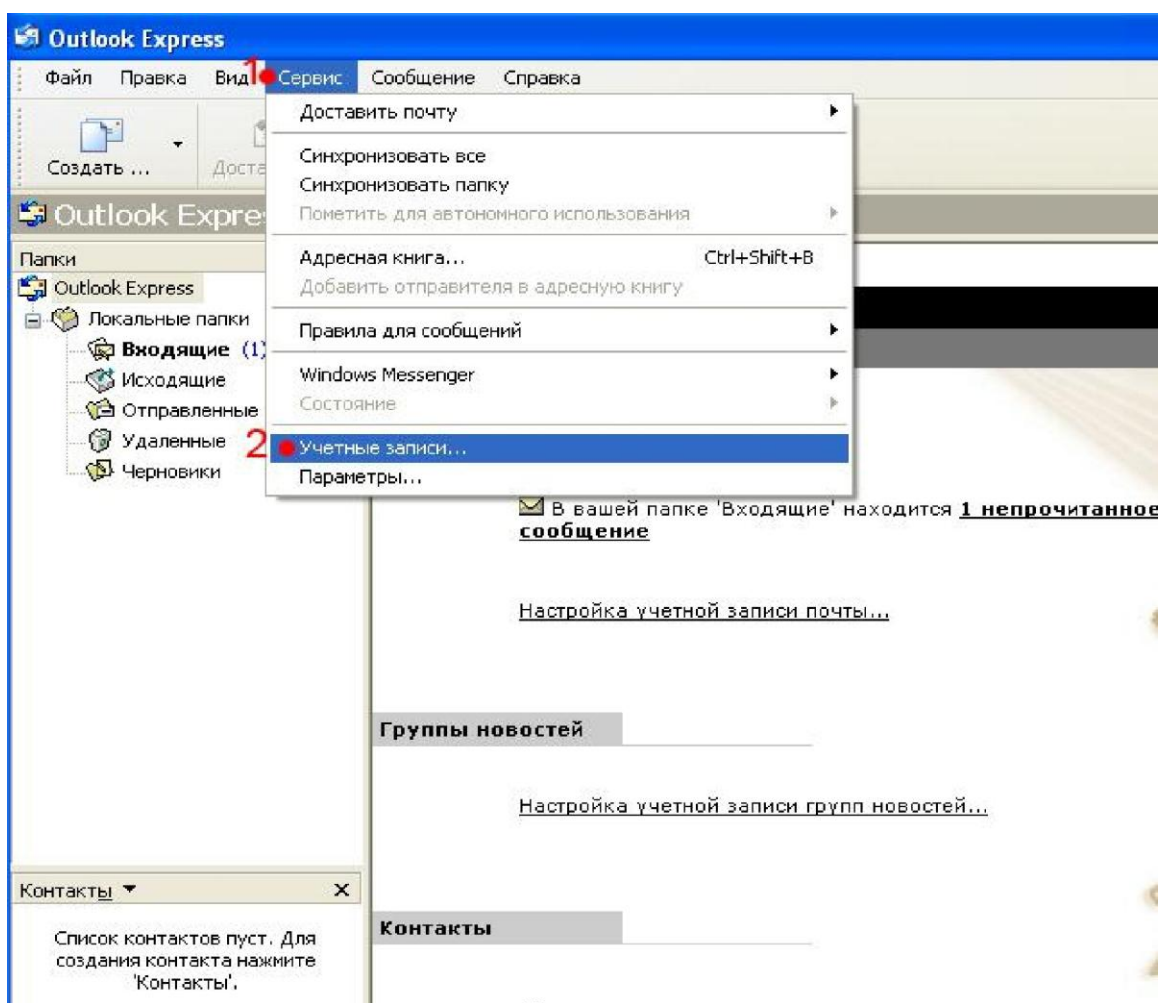 Outlook Express
Файл Правка Вид 1 Сервис Сообщение Справка
Создать ...
Outlook Expre
Доставить почту
Синхронизовать все
Синхронизовать папку
Пометить для автономного использования
Адресная книга... Ctrl+Shift+B
Добавить отправителя в адресную книгу
Правила для сообщений
Windows Messenger
Состояние
2 Учетные записи...
Параметры...
Папки
Outlook Express
Локальные папки
Входящие (1)
Исходящие
Отправленные
Удаленные
Черновики
В вашей папке 'Входящие' находится 1 непрочитанное
сообщение
Настройка учетной записи почты...
Группы новостей
Настройка учетной записи групп новостей...
Контакты
Контакты
Список контактов пуст. Для
создания контакта нажмите
'Контакты'.